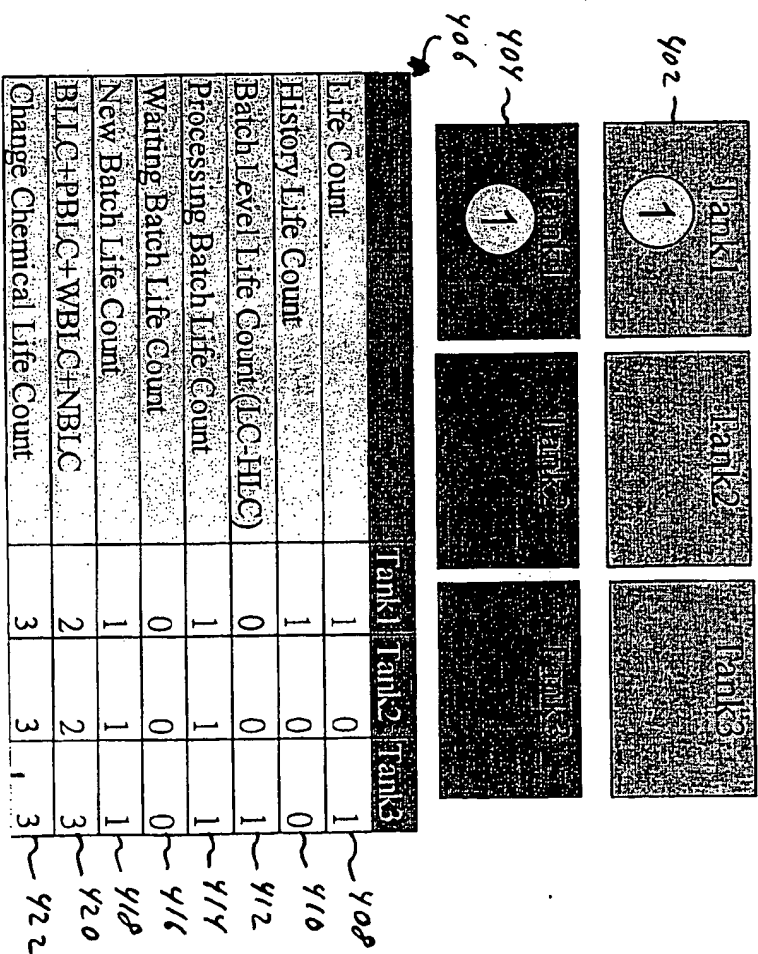 402
Tank1 Tank2 Tank3
1
404
Tank1 Tank2 Tank3
1
406
Tank1 Tank2 Tank3
Life Count 1 0 1 408
History Life Count 1 0 0 410
Batch Level Life Count (LC-HLC) 0 0 1 412
Processing Batch Life Count 1 1 1 414
Waiting Batch Life Count 0 0 0 416
New Batch Life Count 1 1 1 418
BLLC+PBLC+WBLC+NBLC 2 2 3 420
Change Chemical Life Count 3 3 3 422